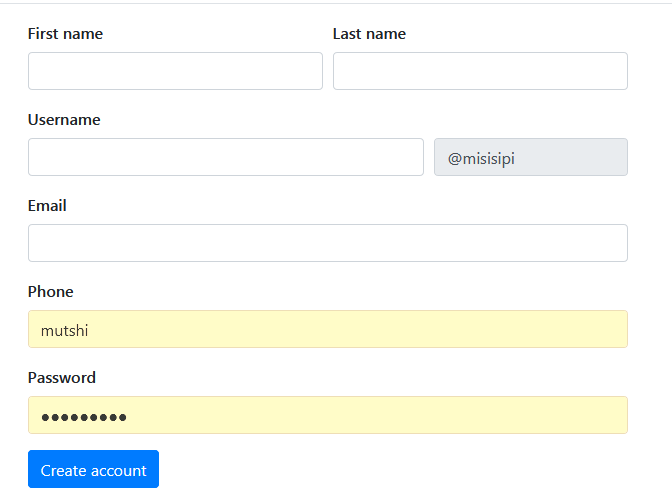 First name Last name
Username
@misisipi
Email
Phone
mutshi
Password
•••••••••
Create account